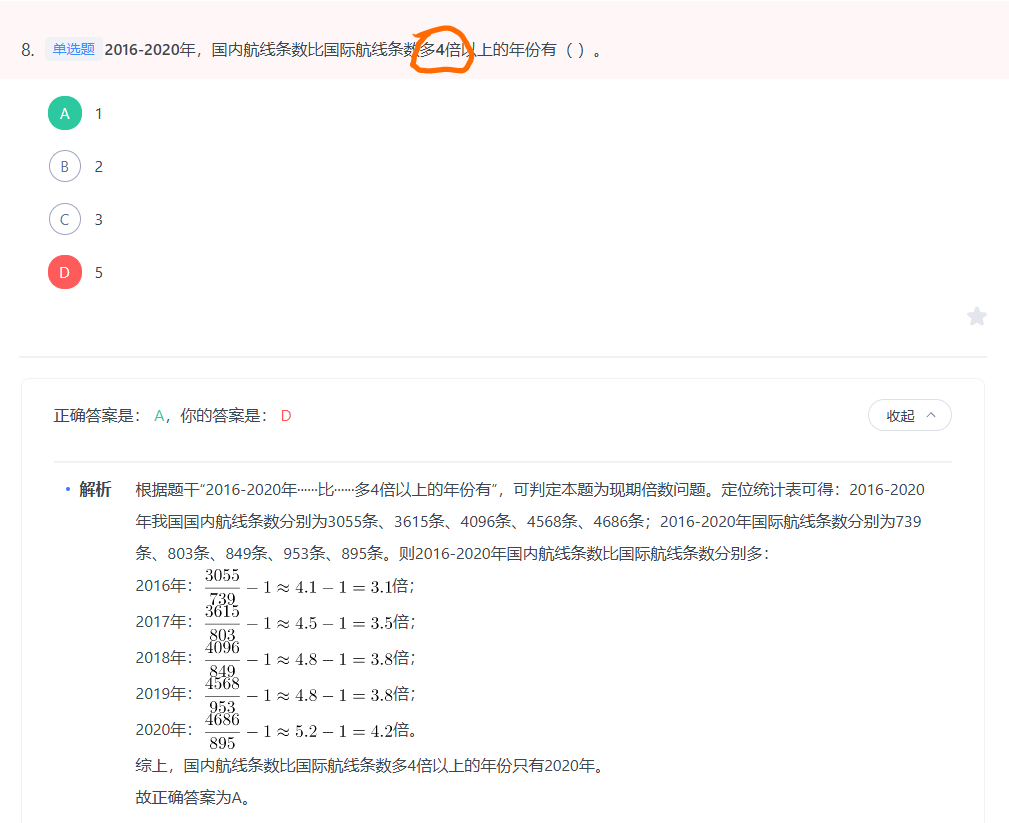 8. 单选题 2016-2020年，国内航线条数比国际航线条数多4倍以上的年份有（ ）。
A 1
B 2
C 3
D 5
正确答案是： A，你的答案是： D
收起
• 解析 根据题干“2016-2020年……比……多4倍以上的年份有”，可判定本题为现期倍数问题。定位统计表可得：2016-2020
年我国国内航线条数分别为3055条、3615条、4096条、4568条、4686条；2016-2020年国际航线条数分别为739
条、803条、849条、953条、895条。则2016-2020年国内航线条数比国际航线条数分别多：
2016年： 3055/739 − 1 ≈ 4.1 − 1 = 3.1倍；
2017年： 3615/803 − 1 ≈ 4.5 − 1 = 3.5倍；
2018年： 4096/849 − 1 ≈ 4.8 − 1 = 3.8倍；
2019年： 4568/953 − 1 ≈ 4.8 − 1 = 3.8倍；
2020年： 4686/895 − 1 ≈ 5.2 − 1 = 4.2倍。
综上，国内航线条数比国际航线条数多4倍以上的年份只有2020年。
故正确答案为A。